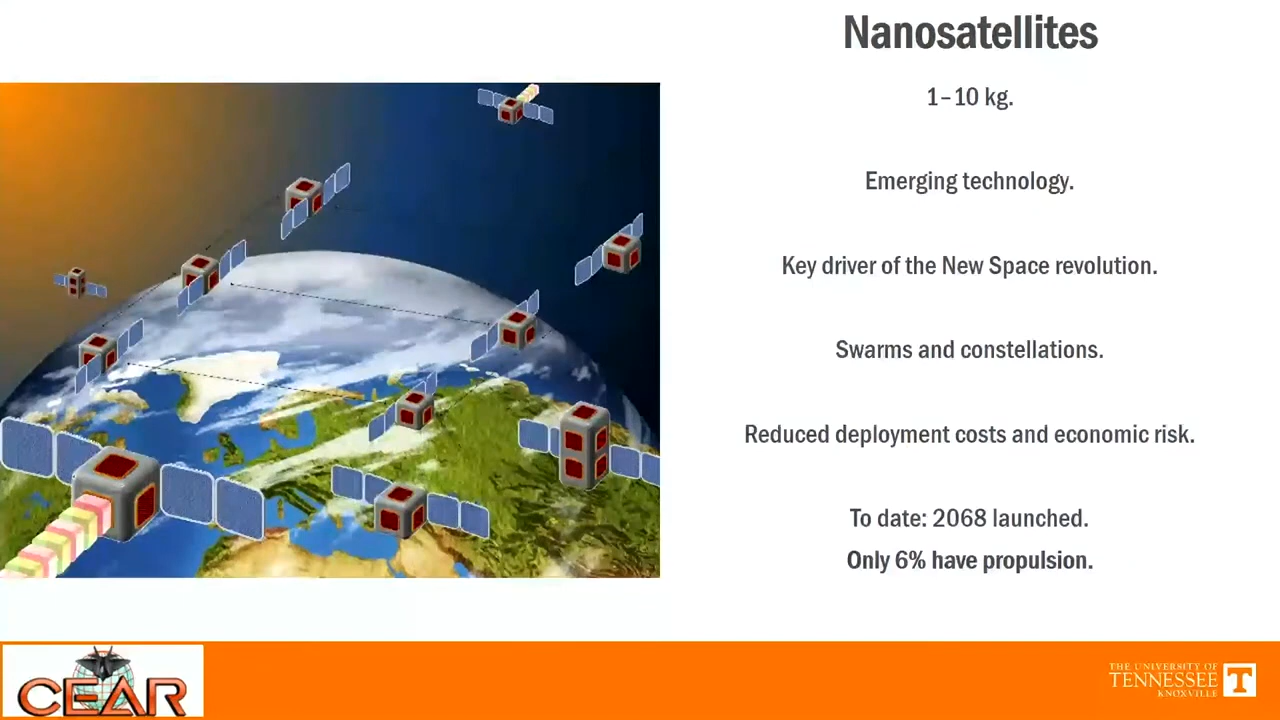 Nanosatellites
1–10 kg.
Emerging technology.
Key driver of the New Space revolution.
Swarms and constellations.
Reduced deployment costs and economic risk.
To date: 2068 launched.
Only 6% have propulsion.
CEAR
THE UNIVERSITY OF
TENNESSEE
KNOXVILLE
T